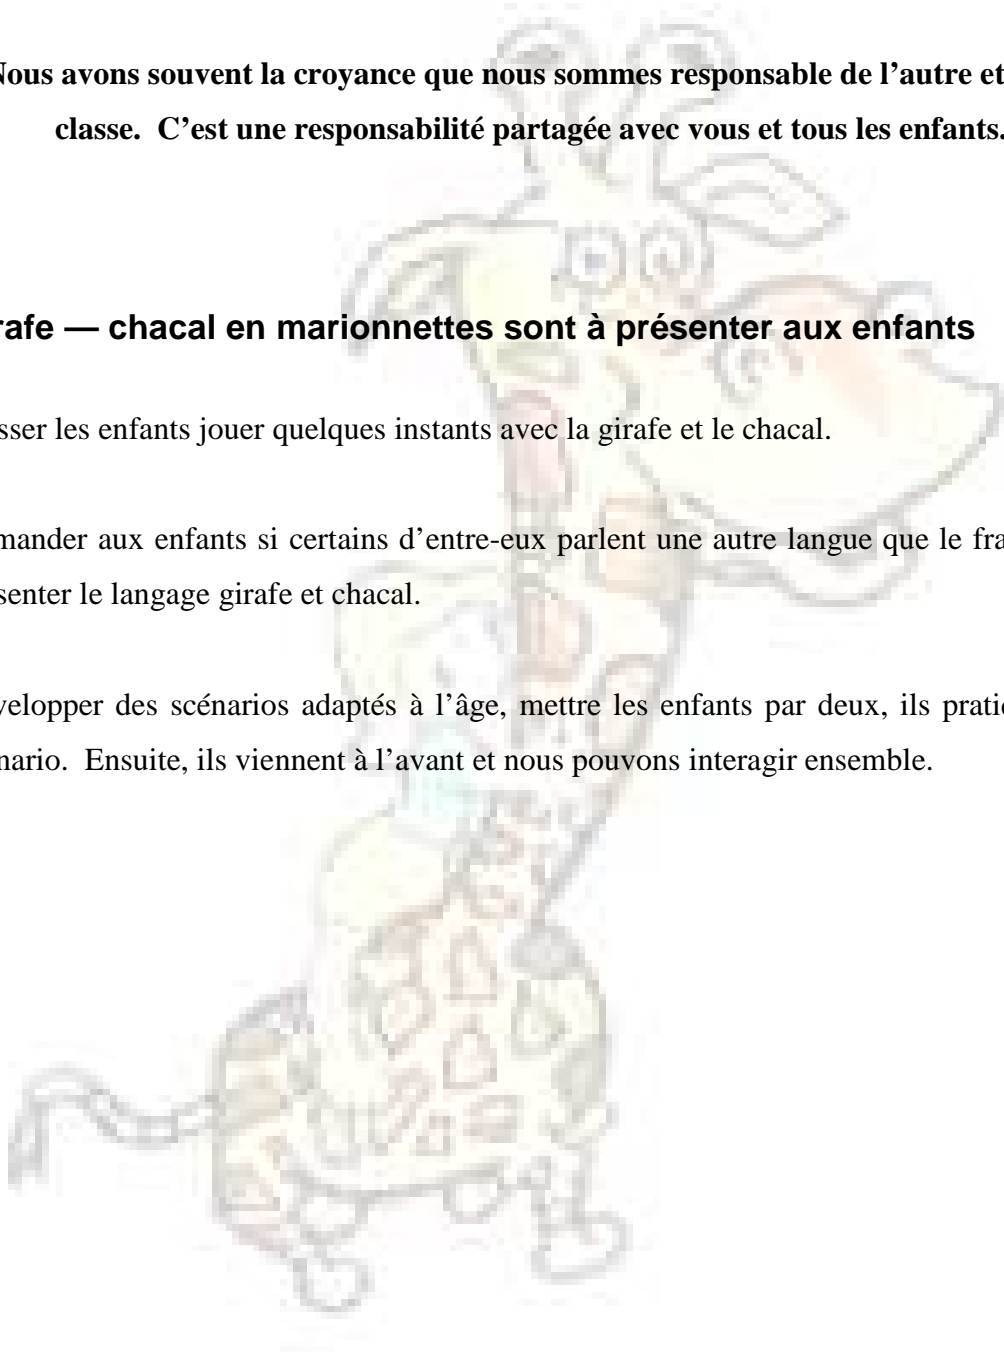 Nous avons souvent la croyance que nous sommes responsable de l’autre et
classe.  C’est une responsabilité partagée avec vous et tous les enfants.
rafe — chacal en marionnettes sont à présenter aux enfants
sser les enfants jouer quelques instants avec la girafe et le chacal.
mander aux enfants si certains d’entre-eux parlent une autre langue que le fra
senter le langage girafe et chacal.
velopper des scénarios adaptés à l’âge, mettre les enfants par deux, ils prati
nario.  Ensuite, ils viennent à l’avant et nous pouvons interagir ensemble.